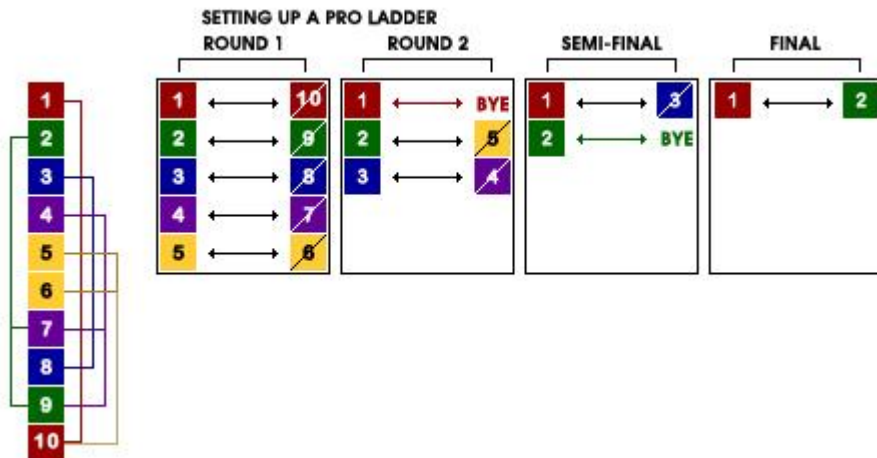 SETTING UP A PRO LADDER
ROUND 1 ROUND 2 SEMI-FINAL FINAL
1 1 10 1 BYE 1 3 1 2
2 2 9 2 5 2 BYE
3 3 8 3 4
4 4 7
5 5 6
6
7
8
9
10